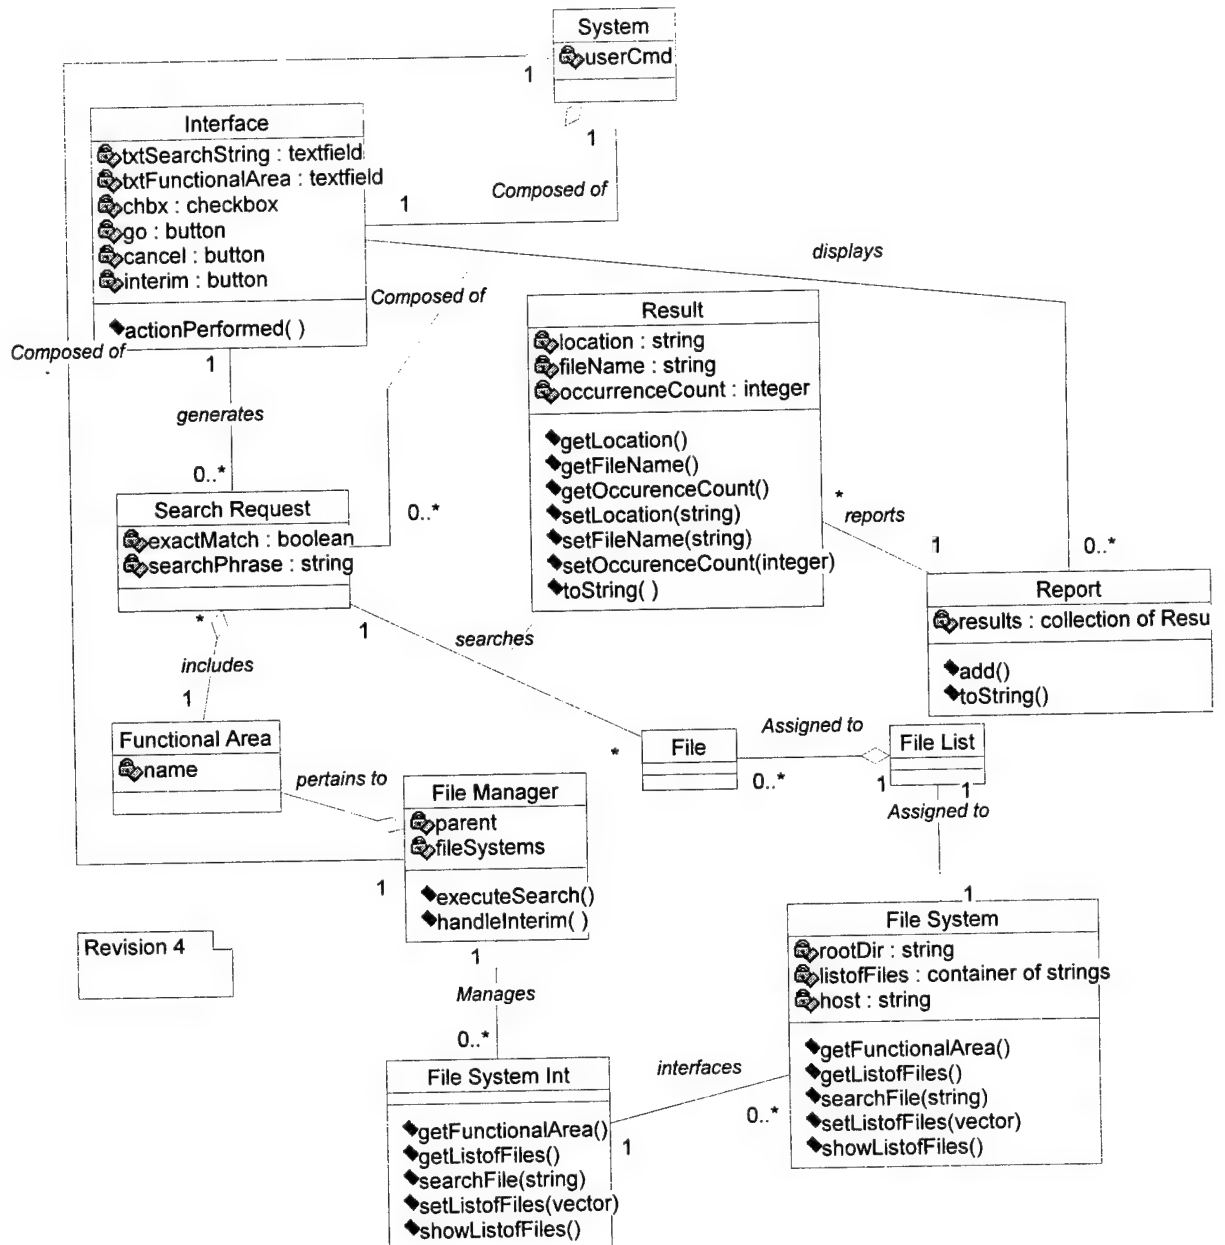 System
userCmd
1
1
Composed of
Interface
txtSearchString : textfield
txtFunctionalArea : textfield
chbx : checkbox
go : button
cancel : button
interim : button
actionPerformed( )
1
displays
Composed of
Composed of
1
generates
0..*
0..*
Result
location : string
fileName : string
occurrenceCount : integer
getLocation()
getFileName()
getOccurenceCount()
setLocation(string)
setFileName(string)
setOccurenceCount(integer)
toString( )
*
reports
1
0..*
Search Request
exactMatch : boolean
searchPhrase : string
*
1
searches
*
includes
1
Report
results : collection of Resu
add()
toString()
Functional Area
name
pertains to
File
Assigned to
0..*
1
File List
1
Assigned to
1
File Manager
parent
fileSystems
executeSearch()
handleInterim( )
1
1
Manages
0..*
Revision 4
File System
rootDir : string
listofFiles : container of strings
host : string
getFunctionalArea()
getListofFiles()
searchFile(string)
setListofFiles(vector)
showListofFiles()
interfaces
0..*
1
File System Int
getFunctionalArea()
getListofFiles()
searchFile(string)
setListofFiles(vector)
showListofFiles()